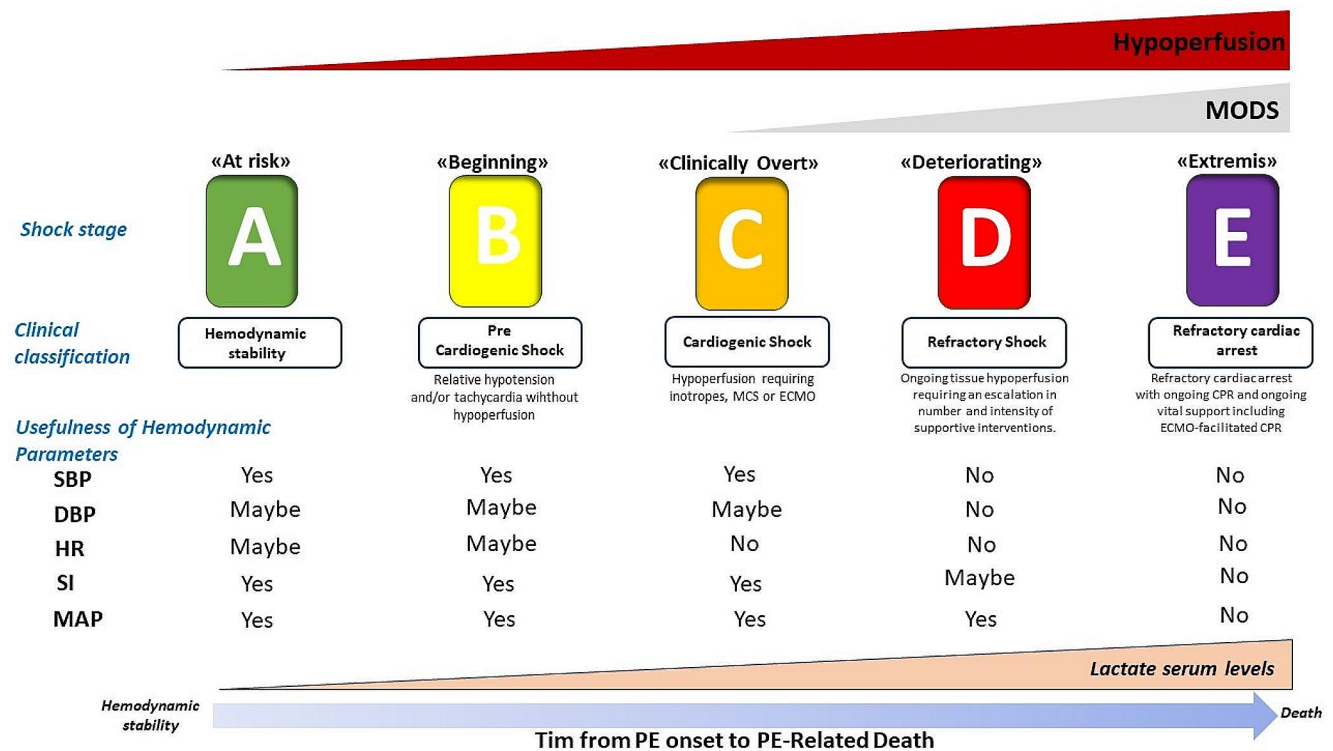 Hypoperfusion
MODS
«At risk» «Beginning» «Clinically Overt» «Deteriorating» «Extremis»
Shock stage A B C D E
Clinical
classification
Hemodynamic
stability
Pre
Cardiogenic Shock
Cardiogenic Shock
Refractory Shock
Refractory cardiac
arrest
Relative hypotension
and/or tachycardia wihthout
hypoperfusion
Hypoperfusion requiring
inotropes, MCS or ECMO
Ongoing tissue hypoperfusion
requiring an escalation in
number and intensity of
supportive interventions.
Refractory cardiac arrest
with ongoing CPR and ongoing
vital support including
ECMO-facilitated CPR
Usefulness of Hemodynamic
Parameters
SBP Yes Yes Yes No No
DBP Maybe Maybe Maybe No No
HR Maybe Maybe No No No
SI Yes Yes Yes Maybe No
MAP Yes Yes Yes Yes No
Lactate serum levels
Hemodynamic
stability
Death
Tim from PE onset to PE-Related Death